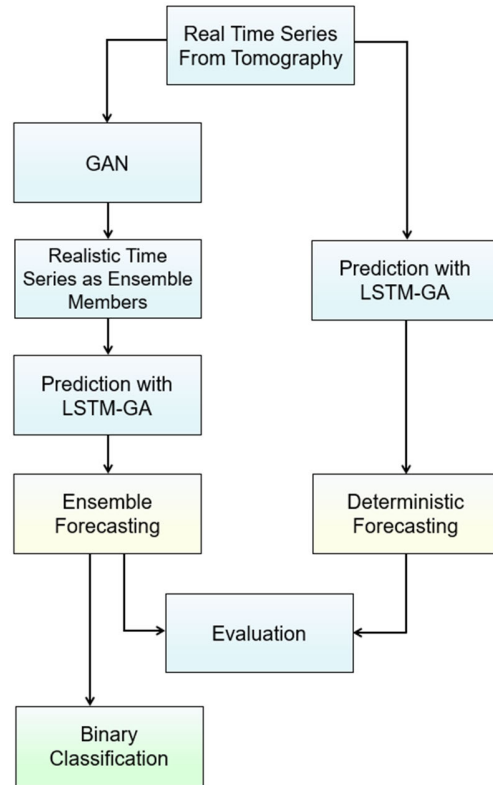 Real Time Series
From Tomography
GAN
Realistic Time
Series as Ensemble
Members
Prediction with
LSTM-GA
Prediction with
LSTM-GA
Ensemble
Forecasting
Deterministic
Forecasting
Evaluation
Binary
Classification